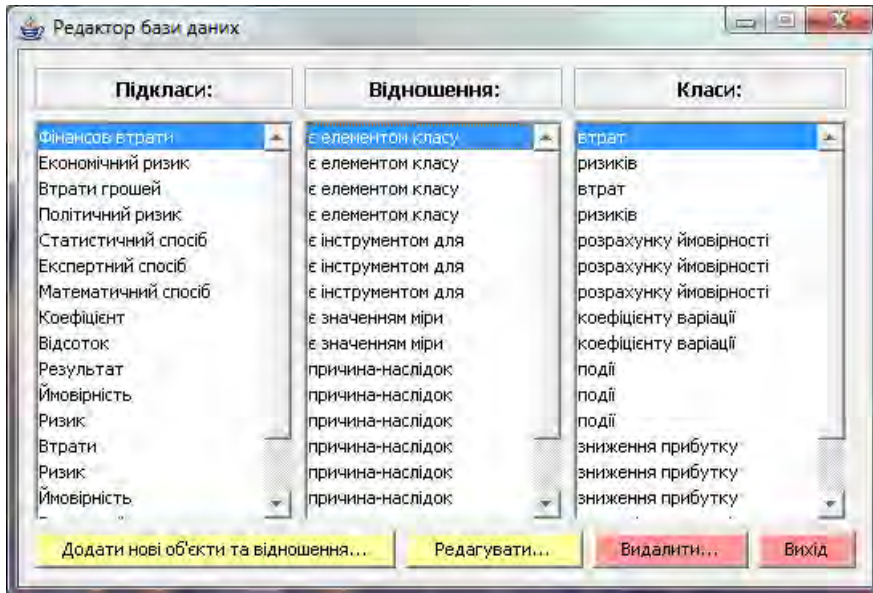 Редактор бази даних
Підкласи: Відношення: Класи:
Фінансов втрати є елементом класу втрат
Економічний ризик є елементом класу ризиків
Втрати грошей є елементом класу втрат
Політичний ризик є елементом класу ризиків
Статистичний спосіб є інструментом для розрахунку ймовірності
Експертний спосіб є інструментом для розрахунку ймовірності
Математичний спосіб є інструментом для розрахунку ймовірності
Коефіцієнт є значенням міри коефіцієнту варіації
Відсоток є значенням міри коефіцієнту варіації
Результат причина-наслідок події
Ймовірність причина-наслідок події
Ризик причина-наслідок події
Втрати причина-наслідок зниження прибутку
Ризик причина-наслідок зниження прибутку
Ймовірність причина-наслідок зниження прибутку
Додати нові об'єкти та відношення... Редагувати... Видалити... Вихід